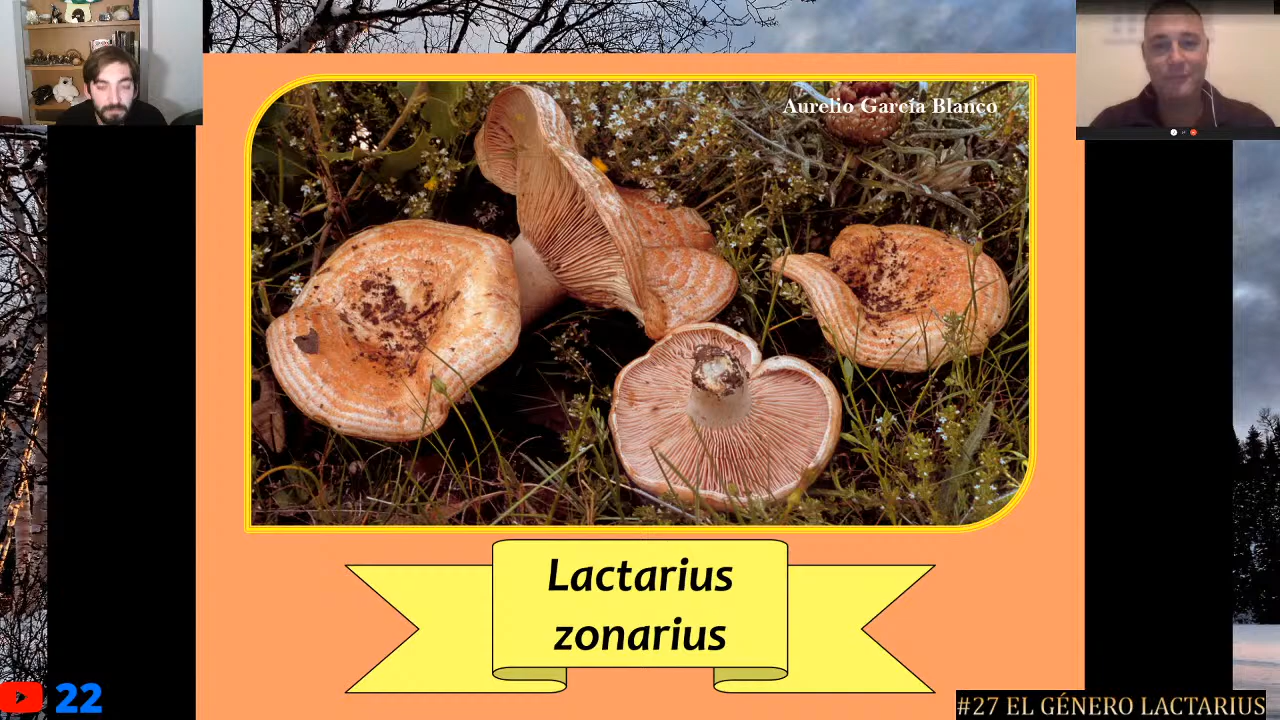 Aurelio García Blanco
Lactarius
zonarius
22
#27 EL GÉNERO LACTARIUS